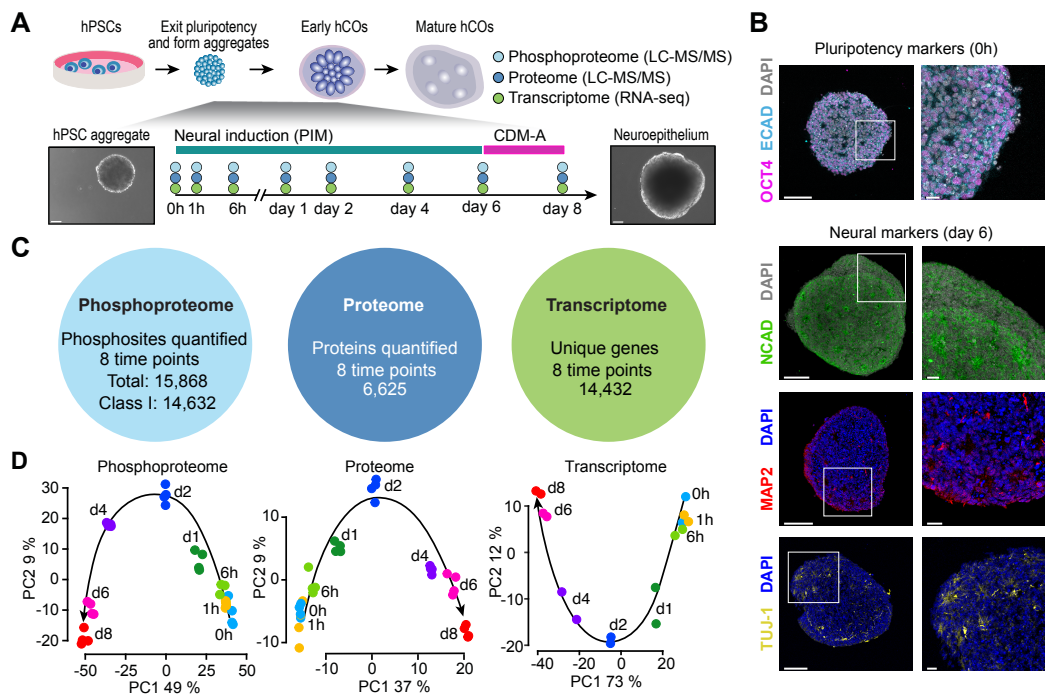 A
hPSCs
Exit pluripotency
and form aggregates
Early hCOs
Mature hCOs
Phosphoproteome (LC-MS/MS)
Proteome (LC-MS/MS)
Transcriptome (RNA-seq)
hPSC aggregate
Neural induction (PIM)
CDM-A
Neuroepithelium
0h
1h
6h
day 1
day 2
day 4
day 6
day 8
B
Pluripotency markers (0h)
OCT4 ECAD DAPI
Neural markers (day 6)
NCAD DAPI
MAP2 DAPI
TUJ-1 DAPI
C
Phosphoproteome
Phosphosites quantified
8 time points
Total: 15,868
Class I: 14,632
Proteome
Proteins quantified
8 time points
6,625
Transcriptome
Unique genes
8 time points
14,432
D
Phosphoproteome
PC2 9 %
30
20
10
0
-10
-20
-50
-25
0
25
50
PC1 49 %
d2
d4
d1
6h
d6
1h
d8
0h
Proteome
PC2 9 %
10
0
-10
-10
0
10
20
PC1 37 %
d2
d1
d4
6h
d6
0h
1h
d8
Transcriptome
PC2 12 %
10
0
-10
-20
-40
-20
0
20
40
PC1 73 %
d8
0h
d6
1h
6h
d4
d1
d2